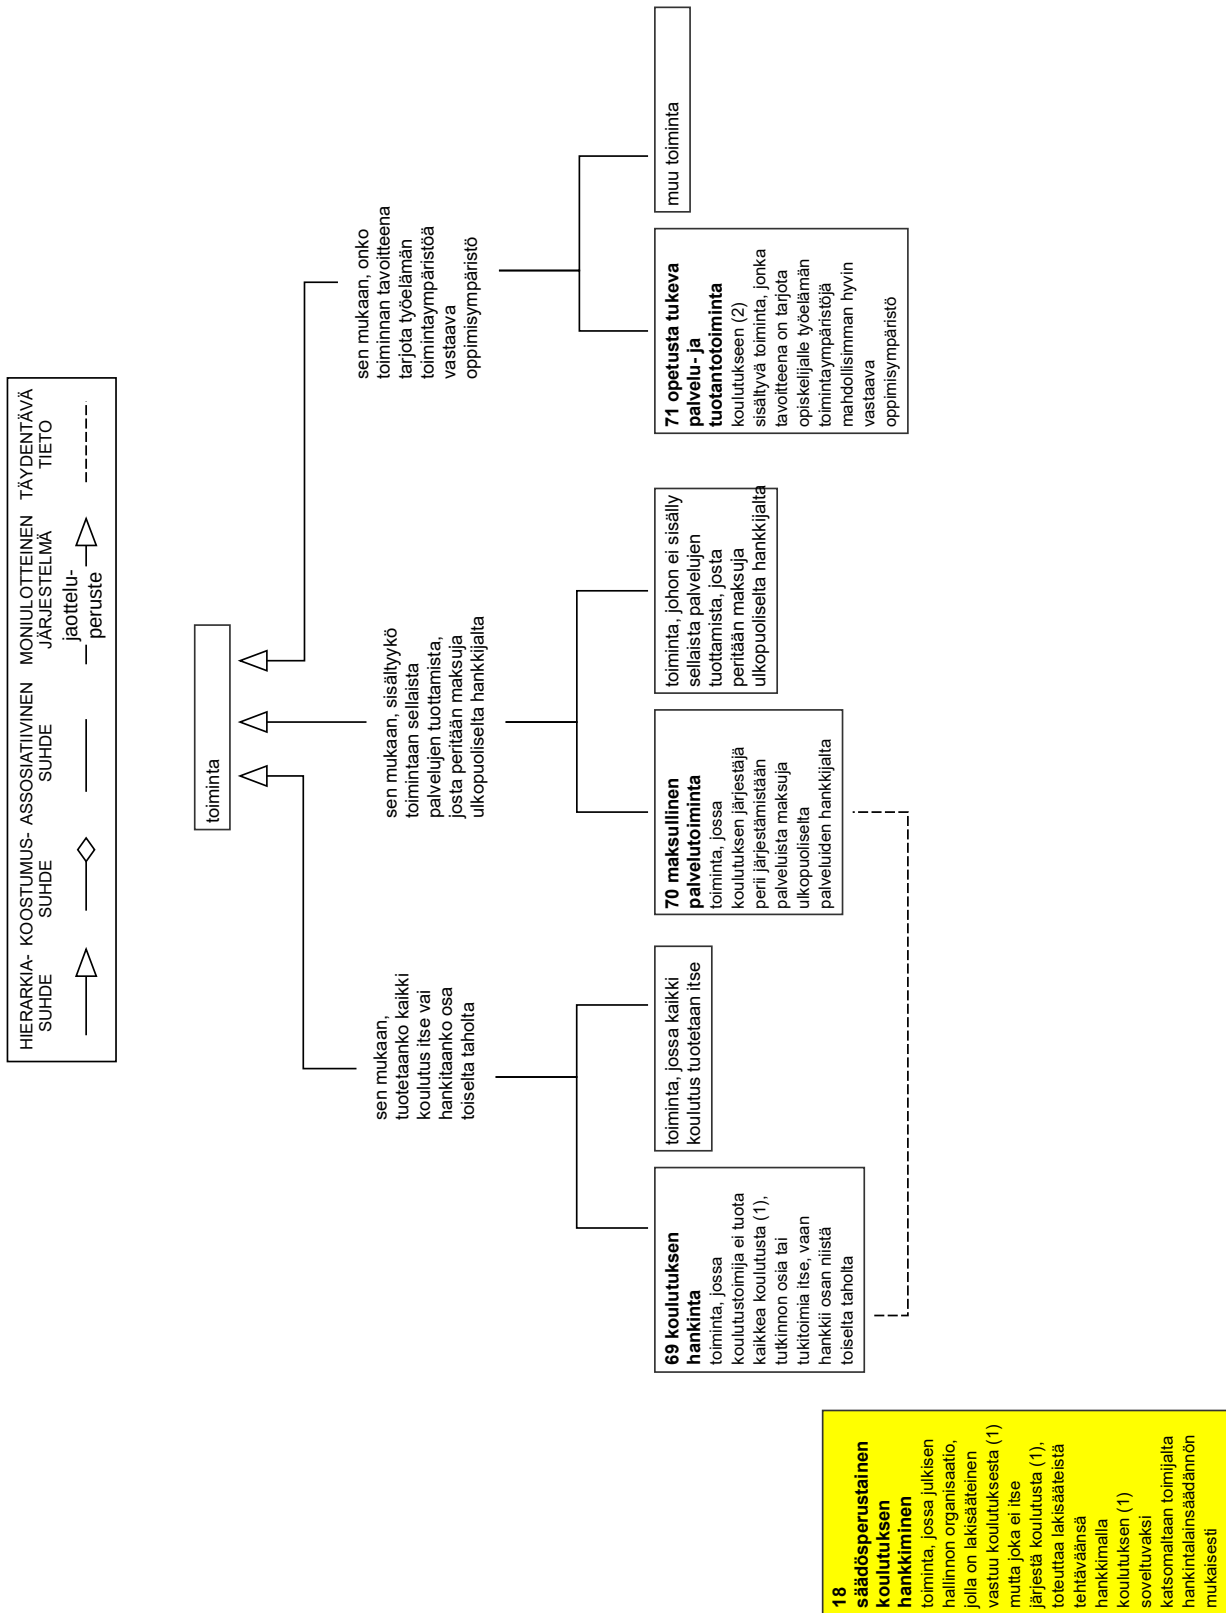 HIERARKIA-
SUHDE
KOOSTUMUS-
SUHDE
ASSOSIATIIVINEN
SUHDE
MONIULOTTEINEN
JÄRJESTELMÄ
jaottelu-
peruste
TÄYDENTÄVÄ
TIETO
toiminta
sen mukaan,
tuotetaanko kaikki
koulutus itse vai
hankitaanko osa
toiselta taholta
sen mukaan, sisältyykö
toimintaan sellaista
palvelujen tuottamista,
josta peritään maksuja
ulkopuoliselta hankkijalta
sen mukaan, onko
toiminnan tavoitteena
tarjota työelämän
toimintaympäristöä
vastaava
oppimisympäristö
69 koulutuksen
hankinta
toiminta, jossa
koulutustoimija ei tuota
kaikkea koulutusta (1),
tutkinnon osia tai
tukitoimia itse, vaan
hankkii osan niistä
toiselta taholta
toiminta, jossa kaikki
koulutus tuotetaan itse
70 maksullinen
palvelutoiminta
toiminta, jossa
koulutuksen järjestäjä
perii järjestämistään
palveluista maksuja
ulkopuoliselta
palveluiden hankkijalta
toiminta, johon ei sisälly
sellaista palvelujen
tuottamista, josta
peritään maksuja
ulkopuoliselta hankkijalta
71 opetusta tukeva
palvelu- ja
tuotantotoiminta
koulutukseen (2)
sisältyvä toiminta, jonka
tavoitteena on tarjota
opiskelijalle työelämän
toimintaympäristöjä
mahdollisimman hyvin
vastaava
oppimisympäristö
muu toiminta
18
säädösperustainen
koulutuksen
hankkiminen
toiminta, jossa julkisen
hallinnon organisaatio,
jolla on lakisääteinen
vastuu koulutuksesta (1)
mutta joka ei itse
järjestä koulutusta (1),
toteuttaa lakisääteistä
tehtäväänsä
hankkimalla
koulutuksen (1)
soveltuvaksi
katsomaltaan toimijalta
hankintalainsäädännön
mukaisesti